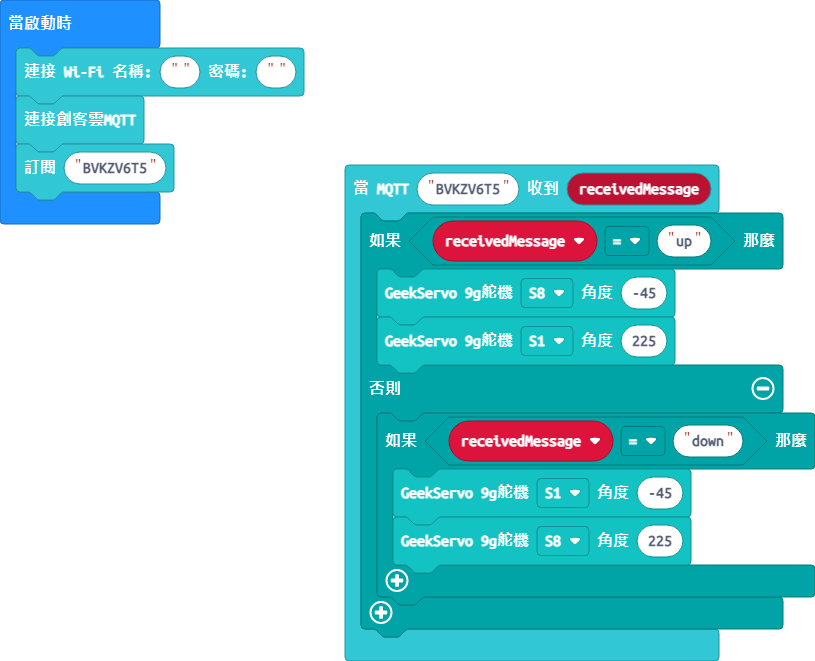 當啟動時
連接 Wi-Fi 名稱: " " 密碼: " "
連接創客雲MQTT
訂閱 "BVKZV6T5"
當 MQTT "BVKZV6T5" 收到 receivedMessage
如果 receivedMessage = "up" 那麼
GeekServo 9g舵機 S8 角度 -45
GeekServo 9g舵機 S1 角度 225
否則
如果 receivedMessage = "down" 那麼
GeekServo 9g舵機 S1 角度 -45
GeekServo 9g舵機 S8 角度 225